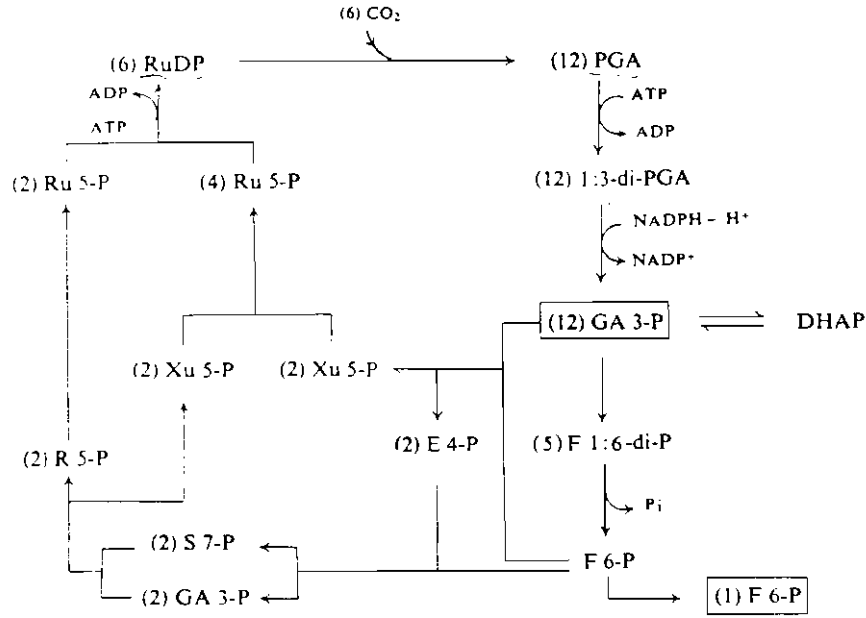 (6) CO₂
(6) RuDP
(12) PGA
ADP
ATP
ATP
ADP
(2) Ru 5-P (4) Ru 5-P
(12) 1:3-di-PGA
NADPH – H⁺
NADP⁺
(12) GA 3-P
DHAP
(2) Xu 5-P (2) Xu 5-P
(2) R 5-P
(2) E 4-P
(5) F 1:6-di-P
Pi
(2) S 7-P
F 6-P
(2) GA 3-P
(1) F 6-P